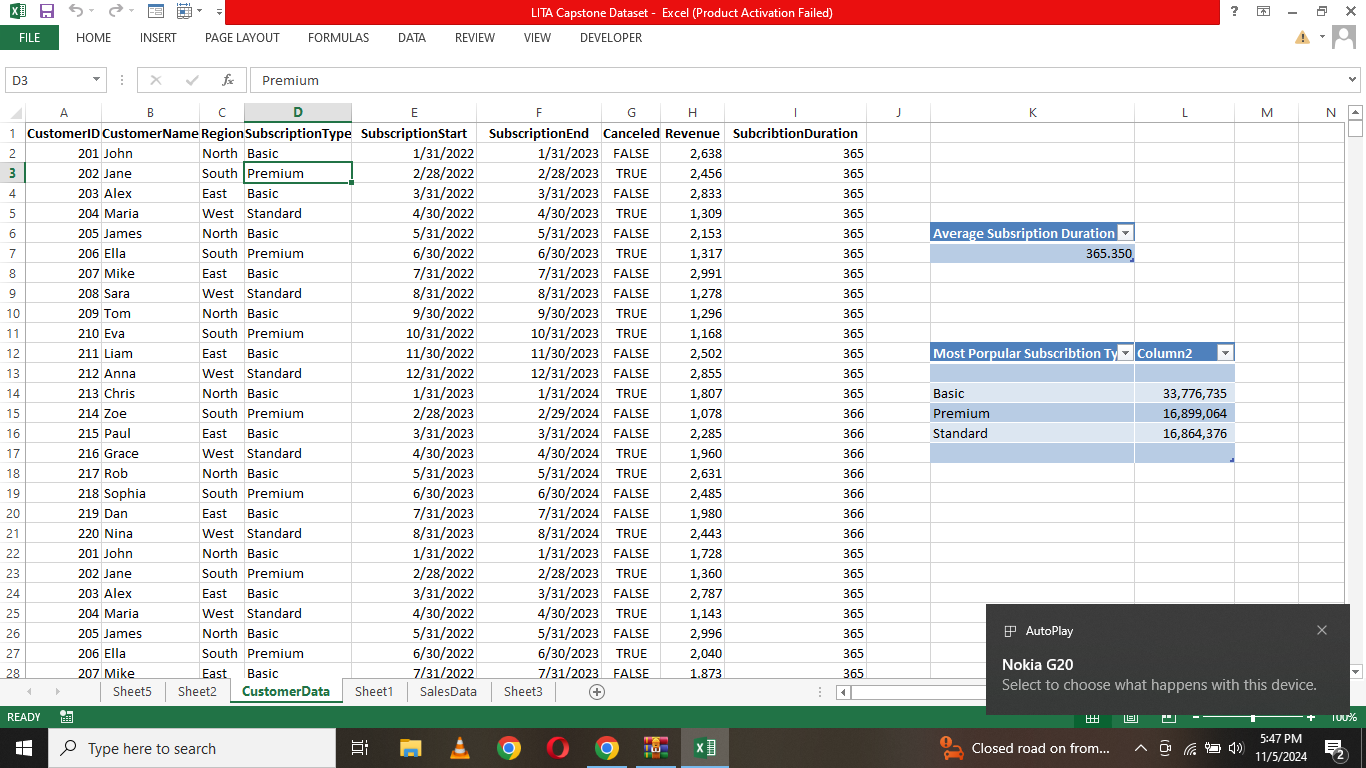 LITA Capstone Dataset - Excel (Product Activation Failed)
FILE HOME INSERT PAGE LAYOUT FORMULAS DATA REVIEW VIEW DEVELOPER
D3 fx Premium
A B C D E F G H I J K L M N
1 CustomerID CustomerName Region SubscriptionType SubscriptionStart SubscriptionEnd Canceled Revenue SubcribtionDuration
2 201 John North Basic 1/31/2022 1/31/2023 FALSE 2,638 365
3 202 Jane South Premium 2/28/2022 2/28/2023 TRUE 2,456 365
4 203 Alex East Basic 3/31/2022 3/31/2023 FALSE 2,833 365
5 204 Maria West Standard 4/30/2022 4/30/2023 TRUE 1,309 365
6 205 James North Basic 5/31/2022 5/31/2023 FALSE 2,153 365 Average Subsription Duration
7 206 Ella South Premium 6/30/2022 6/30/2023 TRUE 1,317 365 365.350
8 207 Mike East Basic 7/31/2022 7/31/2023 FALSE 2,991 365
9 208 Sara West Standard 8/31/2022 8/31/2023 FALSE 1,278 365
10 209 Tom North Basic 9/30/2022 9/30/2023 TRUE 1,296 365
11 210 Eva South Premium 10/31/2022 10/31/2023 TRUE 1,168 365
12 211 Liam East Basic 11/30/2022 11/30/2023 FALSE 2,502 365 Most Porpular Subscribtion Ty Column2
13 212 Anna West Standard 12/31/2022 12/31/2023 FALSE 2,855 365
14 213 Chris North Basic 1/31/2023 1/31/2024 TRUE 1,807 365 Basic 33,776,735
15 214 Zoe South Premium 2/28/2023 2/29/2024 FALSE 1,078 366 Premium 16,899,064
16 215 Paul East Basic 3/31/2023 3/31/2024 FALSE 2,285 366 Standard 16,864,376
17 216 Grace West Standard 4/30/2023 4/30/2024 TRUE 1,960 366
18 217 Rob North Basic 5/31/2023 5/31/2024 TRUE 2,631 366
19 218 Sophia South Premium 6/30/2023 6/30/2024 FALSE 2,485 366
20 219 Dan East Basic 7/31/2023 7/31/2024 FALSE 1,980 366
21 220 Nina West Standard 8/31/2023 8/31/2024 TRUE 2,443 366
22 201 John North Basic 1/31/2022 1/31/2023 FALSE 1,728 365
23 202 Jane South Premium 2/28/2022 2/28/2023 TRUE 1,360 365
24 203 Alex East Basic 3/31/2022 3/31/2023 FALSE 2,787 365
25 204 Maria West Standard 4/30/2022 4/30/2023 TRUE 1,143 365
26 205 James North Basic 5/31/2022 5/31/2023 FALSE 2,996 365
27 206 Ella South Premium 6/30/2022 6/30/2023 TRUE 2,040 365
28 207 Mike East Basic 7/31/2022 7/31/2023 FALSE 1,873 365
AutoPlay
Nokia G20
Select to choose what happens with this device.
Sheet5 Sheet2 CustomerData Sheet1 SalesData Sheet3
READY 100%
Type here to search
Closed road on from...
5:47 PM
11/5/2024
2